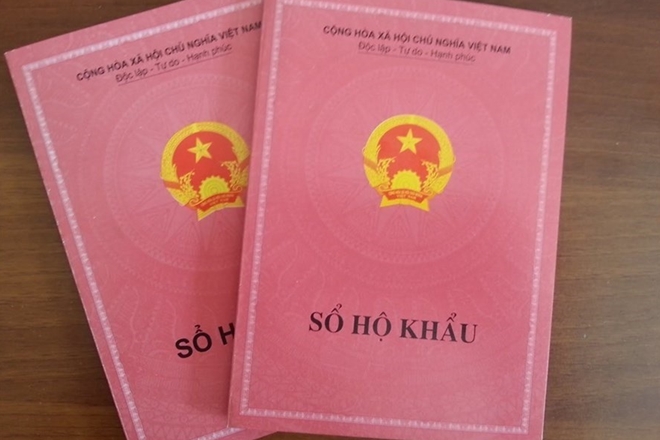 CỘNG HÒA XÃ HỘI CHỦ NGHĨA VIỆT NAM
Độc lập - Tự do - Hạnh phúc
SỔ H
CỘNG HÒA XÃ HỘI CHỦ NGHĨA VIỆT NAM
Độc lập - Tự do - Hạnh phúc
SỔ HỘ KHẨU